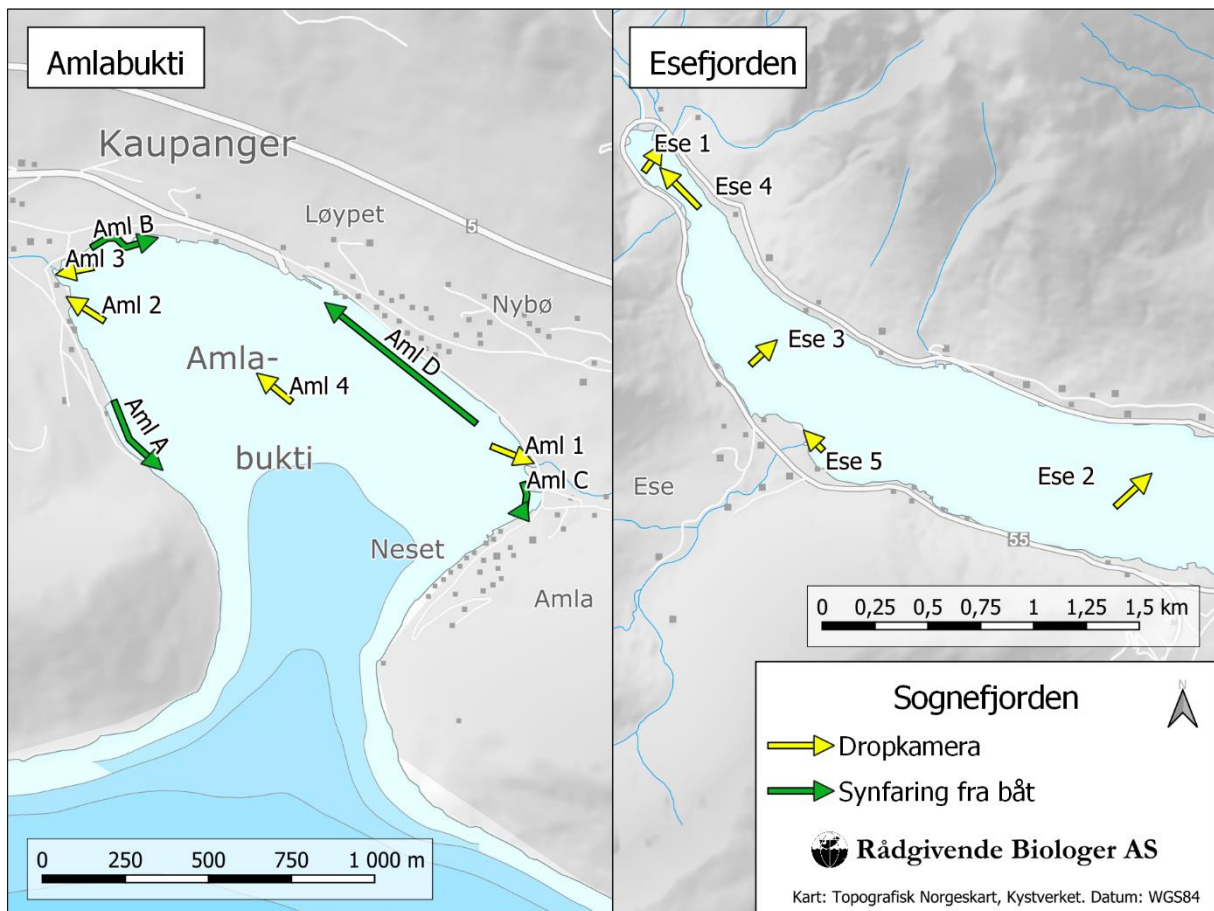 Amlabukti
Kaupanger
Løypet
5
Aml B
Aml 3
Aml 2
Nybø
Amla-
Aml D
Aml 4
Aml A
bukti
Aml 1
Aml C
Neset
Amla
0 250 500 750 1 000 m
Esefjorden
Ese 1
Ese 4
Ese 3
Ese 5
Ese 2
Ese
55
0 0,25 0,5 0,75 1 1,25 1,5 km
Sognefjorden
N
Dropkamera
Synfaring fra båt
Rådgivende Biologer AS
Kart: Topografisk Norgeskart, Kystverket. Datum: WGS84